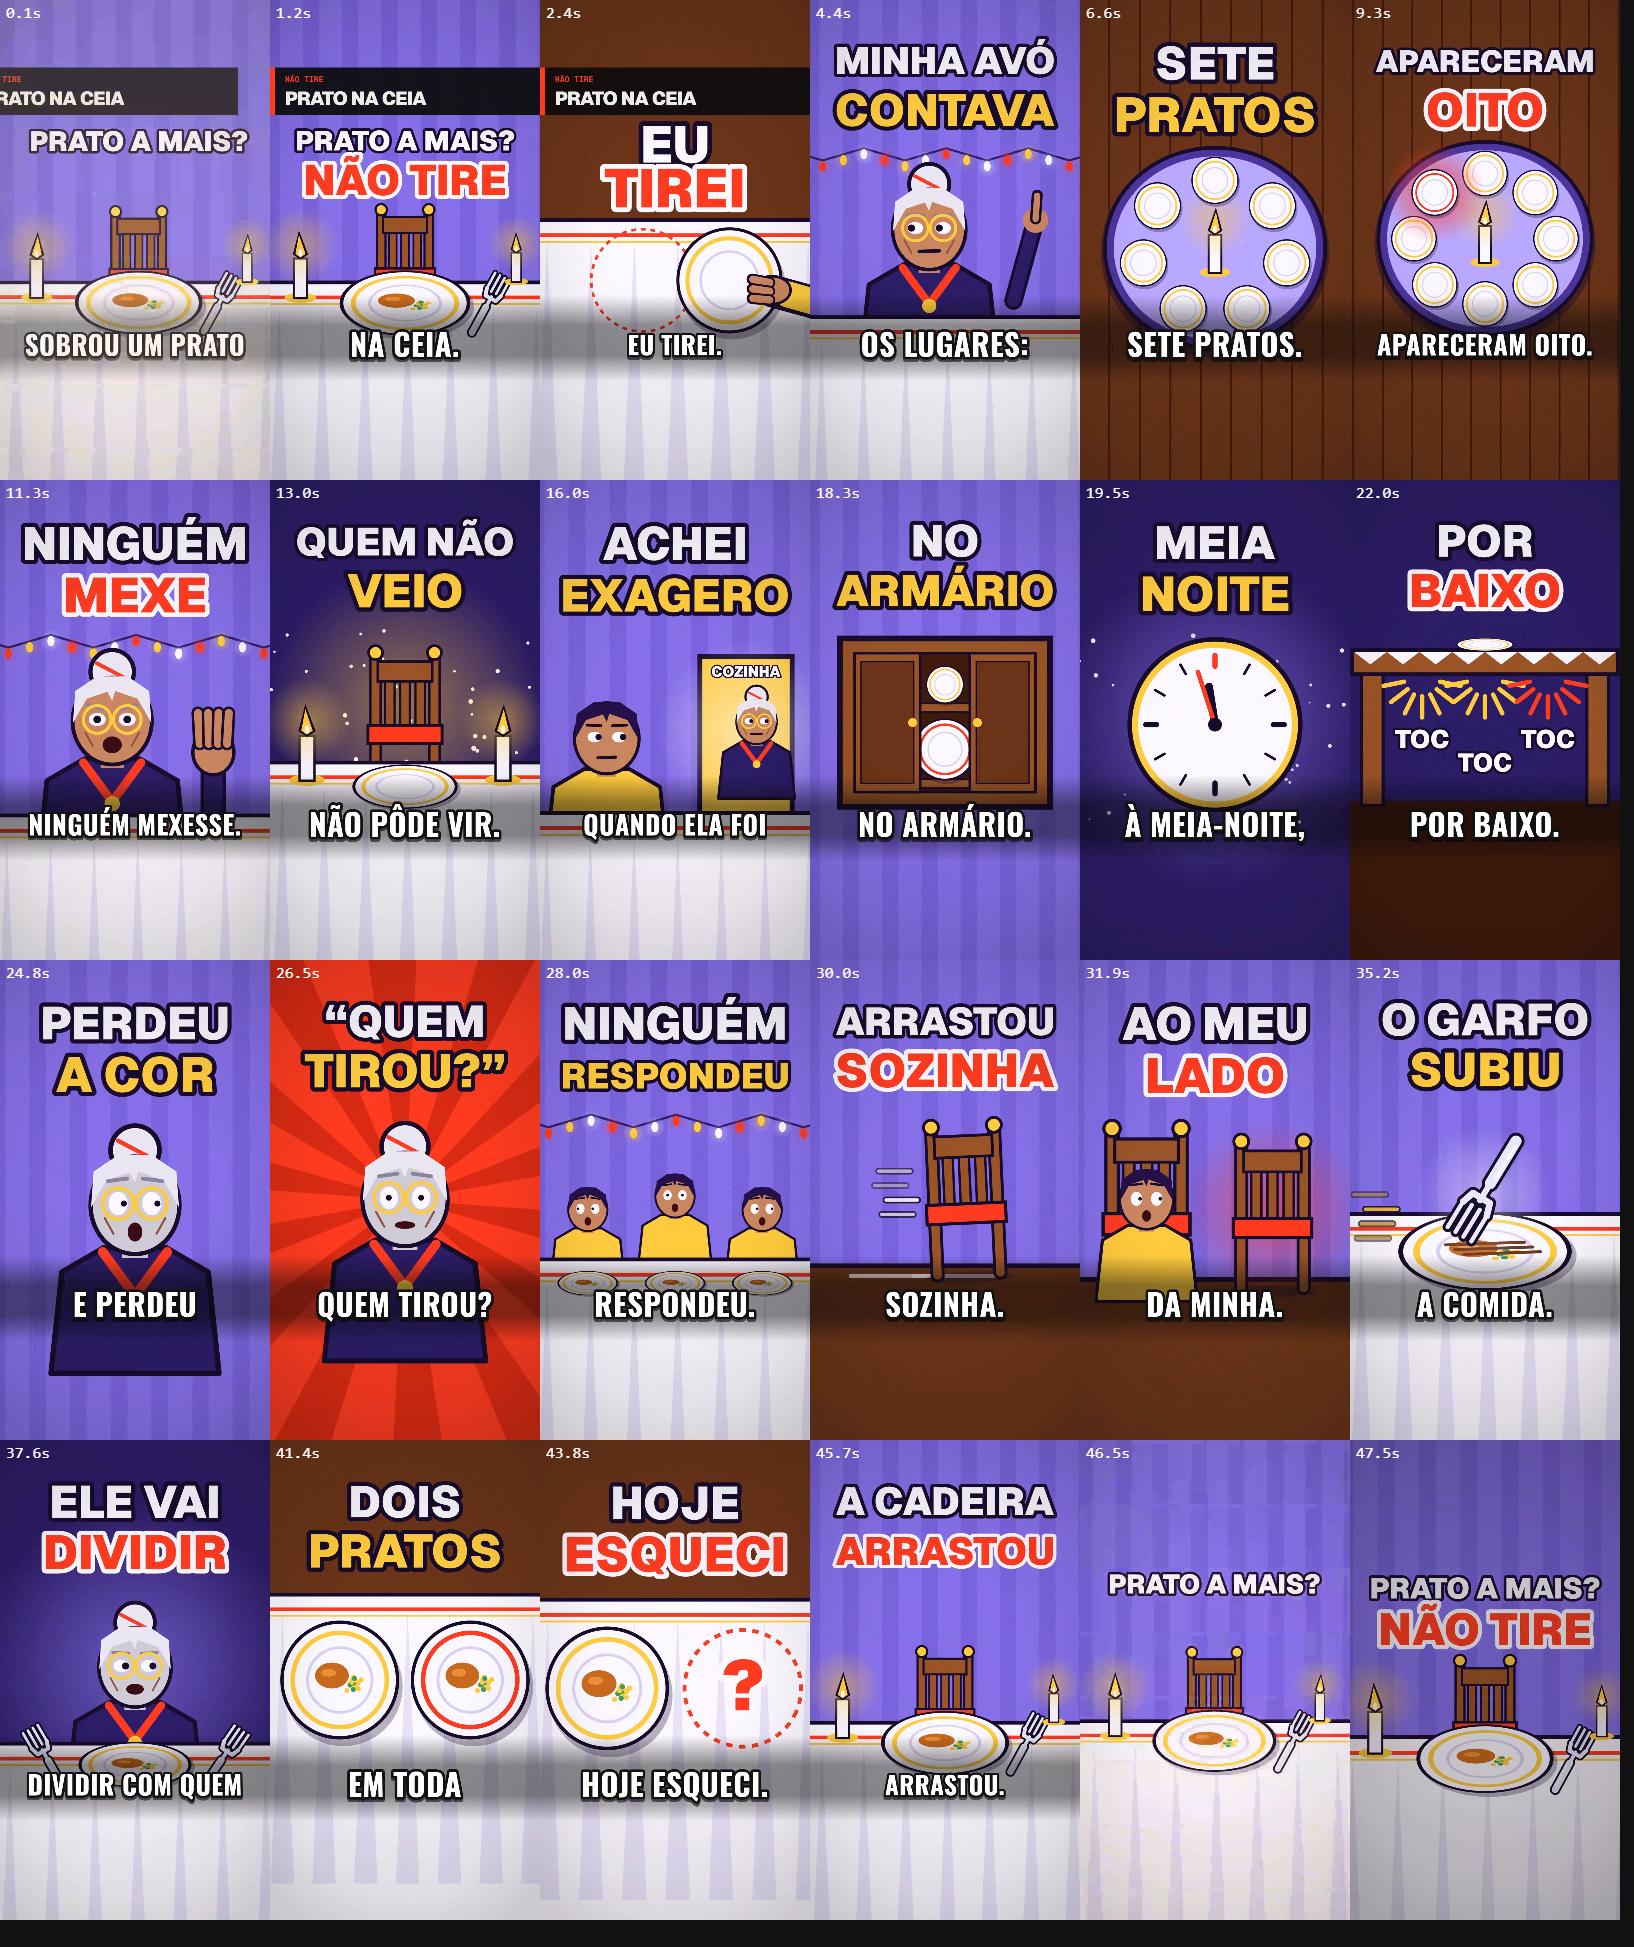 0.1s
TIRE
RATO NA CEIA
PRATO A MAIS?
SOBROU UM PRATO
1.2s
NÃO TIRE
PRATO NA CEIA
PRATO A MAIS?
NÃO TIRE
NA CEIA.
2.4s
NÃO TIRE
PRATO NA CEIA
EU
TIREI
EU TIREI.
4.4s
MINHA AVÓ
CONTAVA
OS LUGARES:
6.6s
SETE
PRATOS
SETE PRATOS.
9.3s
APARECERAM
OITO
APARECERAM OITO.
11.3s
NINGUÉM
MEXE
NINGUÉM MEXESSE.
13.0s
QUEM NÃO
VEIO
NÃO PÔDE VIR.
16.0s
ACHEI
EXAGERO
COZINHA
QUANDO ELA FOI
18.3s
NO
ARMÁRIO
NO ARMÁRIO.
19.5s
MEIA
NOITE
À MEIA-NOITE,
22.0s
POR
BAIXO
TOC
TOC
TOC
POR BAIXO.
24.8s
PERDEU
A COR
E PERDEU
26.5s
“QUEM
TIROU?”
QUEM TIROU?
28.0s
NINGUÉM
RESPONDEU
RESPONDEU.
30.0s
ARRASTOU
SOZINHA
SOZINHA.
31.9s
AO MEU
LADO
DA MINHA.
35.2s
O GARFO
SUBIU
A COMIDA.
37.6s
ELE VAI
DIVIDIR
DIVIDIR COM QUEM
41.4s
DOIS
PRATOS
EM TODA
43.8s
HOJE
ESQUECI
?
HOJE ESQUECI.
45.7s
A CADEIRA
ARRASTOU
ARRASTOU.
46.5s
PRATO A MAIS?
47.5s
PRATO A MAIS?
NÃO TIRE